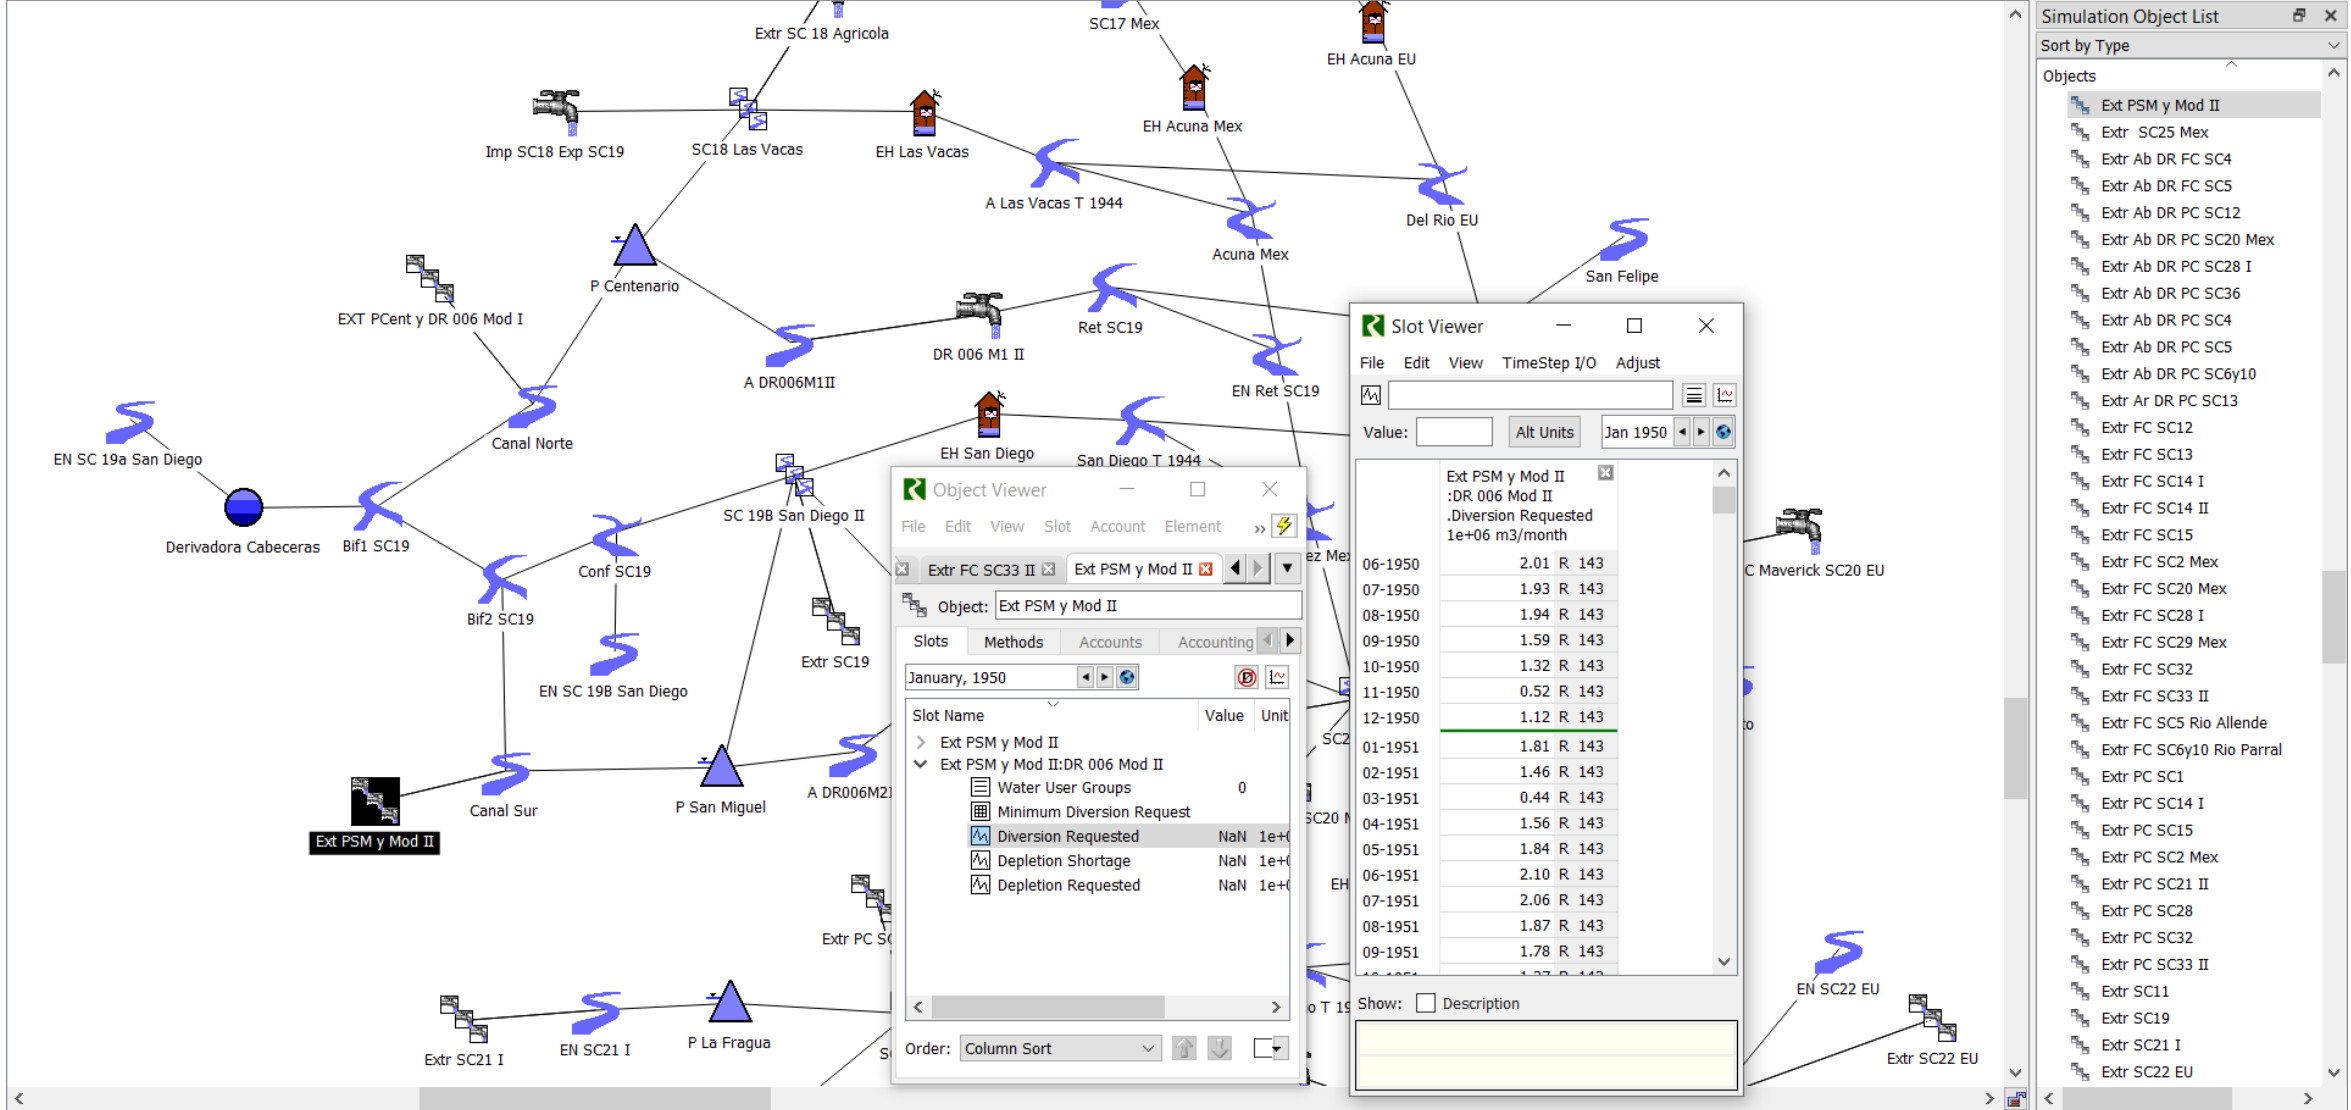 Extr SC 18 Agricola
SC17 Mex
EH Acuna EU
Imp SC18 Exp SC19
SC18 Las Vacas
EH Las Vacas
EH Acuna Mex
A Las Vacas T 1944
Acuna Mex
Del Rio EU
San Felipe
P Centenario
EXT PCent y DR 006 Mod I
DR 006 M1 II
Ret SC19
A DR006M1II
EN Ret SC19
Canal Norte
EN SC 19a San Diego
EH San Diego
San Diego T 1944
SC 19B San Diego II
Derivadora Cabeceras
Bif1 SC19
Conf SC19
Bif2 SC19
Extr SC19
EN SC 19B San Diego
Canal Sur
P San Miguel
A DR006M2I
Ext PSM y Mod II
Extr PC SC
Extr SC21 I
EN SC21 I
P La Fragua
C Maverick SC20 EU
EN SC22 EU
Extr SC22 EU
ez Mex
SC2
SC20 M
EH
o T 19
to
Object Viewer
File Edit View Slot Account Element »
Extr FC SC33 II Ext PSM y Mod II
Object: Ext PSM y Mod II
Slots Methods Accounts Accounting
January, 1950
Slot Name Value Unit
Ext PSM y Mod II
Ext PSM y Mod II:DR 006 Mod II
Water User Groups 0
Minimum Diversion Request
Diversion Requested NaN 1e+0
Depletion Shortage NaN 1e+0
Depletion Requested NaN 1e+0
Order: Column Sort
Slot Viewer
File Edit View TimeStep I/O Adjust
Value: Alt Units Jan 1950
Ext PSM y Mod II
:DR 006 Mod II
.Diversion Requested
1e+06 m3/month
06-1950 2.01 R 143
07-1950 1.93 R 143
08-1950 1.94 R 143
09-1950 1.59 R 143
10-1950 1.32 R 143
11-1950 0.52 R 143
12-1950 1.12 R 143
01-1951 1.81 R 143
02-1951 1.46 R 143
03-1951 0.44 R 143
04-1951 1.56 R 143
05-1951 1.84 R 143
06-1951 2.10 R 143
07-1951 2.06 R 143
08-1951 1.87 R 143
09-1951 1.78 R 143
Show: Description
Simulation Object List
Sort by Type
Objects
Ext PSM y Mod II
Extr SC25 Mex
Extr Ab DR FC SC4
Extr Ab DR FC SC5
Extr Ab DR PC SC12
Extr Ab DR PC SC20 Mex
Extr Ab DR PC SC28 I
Extr Ab DR PC SC36
Extr Ab DR PC SC4
Extr Ab DR PC SC5
Extr Ab DR PC SC6y10
Extr Ar DR PC SC13
Extr FC SC12
Extr FC SC13
Extr FC SC14 I
Extr FC SC14 II
Extr FC SC15
Extr FC SC2 Mex
Extr FC SC20 Mex
Extr FC SC28 I
Extr FC SC29 Mex
Extr FC SC32
Extr FC SC33 II
Extr FC SC5 Rio Allende
Extr FC SC6y10 Rio Parral
Extr PC SC1
Extr PC SC14 I
Extr PC SC15
Extr PC SC2 Mex
Extr PC SC21 II
Extr PC SC28
Extr PC SC32
Extr PC SC33 II
Extr SC11
Extr SC19
Extr SC21 I
Extr SC22 EU